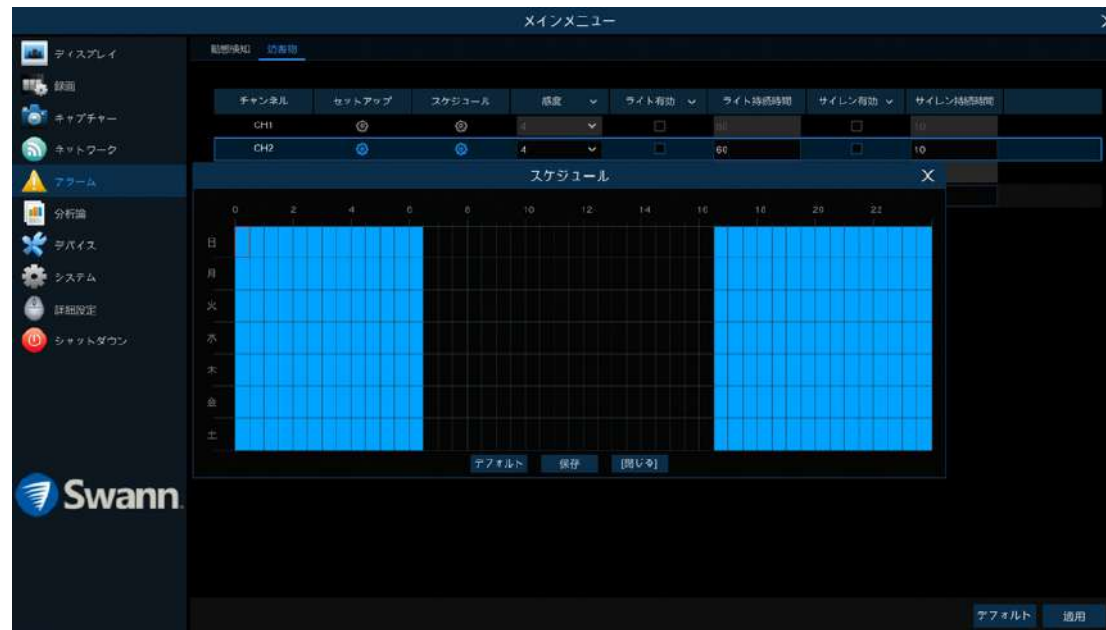 メインメニュー X
ディスプレイ
録画
キャプチャー
ネットワーク
アラーム
分析論
デバイス
システム
詳細設定
シャットダウン
Swann
動態検知
チャンネル セットアップ スケジュール 感度 ライト有効 ライト持続時間 サイレン有効 サイレン持続時間
CH1 4 10
CH2 4 60 10
スケジュール X
0 2 4 6 8 10 12 14 16 18 20 22
日
月
火
水
木
金
土
デフォルト 保存 [閉じる]
デフォルト 適用